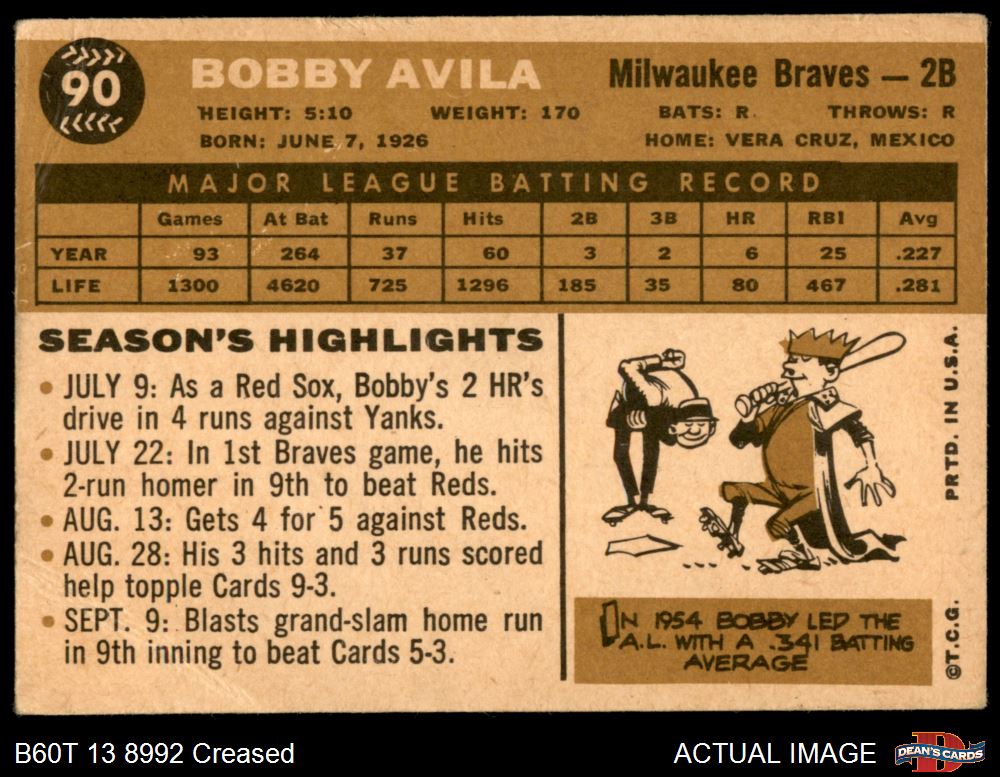 90
BOBBY AVILA
Milwaukee Braves — 2B
HEIGHT: 5:10 WEIGHT: 170 BATS: R. THROWS: R
BORN: JUNE 7, 1926 HOME: VERA CRUZ, MEXICO
MAJOR LEAGUE BATTING RECORD
Games At Bat Runs Hits 2B 3B HR RBI Avg
YEAR 93 264 37 60 3 2 6 25 .227
LIFE 1300 4620 725 1296 185 35 80 467 .281
SEASON'S HIGHLIGHTS
• JULY 9: As a Red Sox, Bobby's 2 HR's
drive in 4 runs against Yanks.
• JULY 22: In 1st Braves game, he hits
2-run homer in 9th to beat Reds.
• AUG. 13: Gets 4 for 5 against Reds.
• AUG. 28: His 3 hits and 3 runs scored
help topple Cards 9-3.
• SEPT. 9: Blasts grand-slam home run
in 9th inning to beat Cards 5-3.
IN 1954 BOBBY LED THE
A.L. WITH A .341 BATTING
AVERAGE
©T.C.G. PRTD. IN U.S.A.
B60T 13 8992 Creased
ACTUAL IMAGE
DEAN'S CARDS